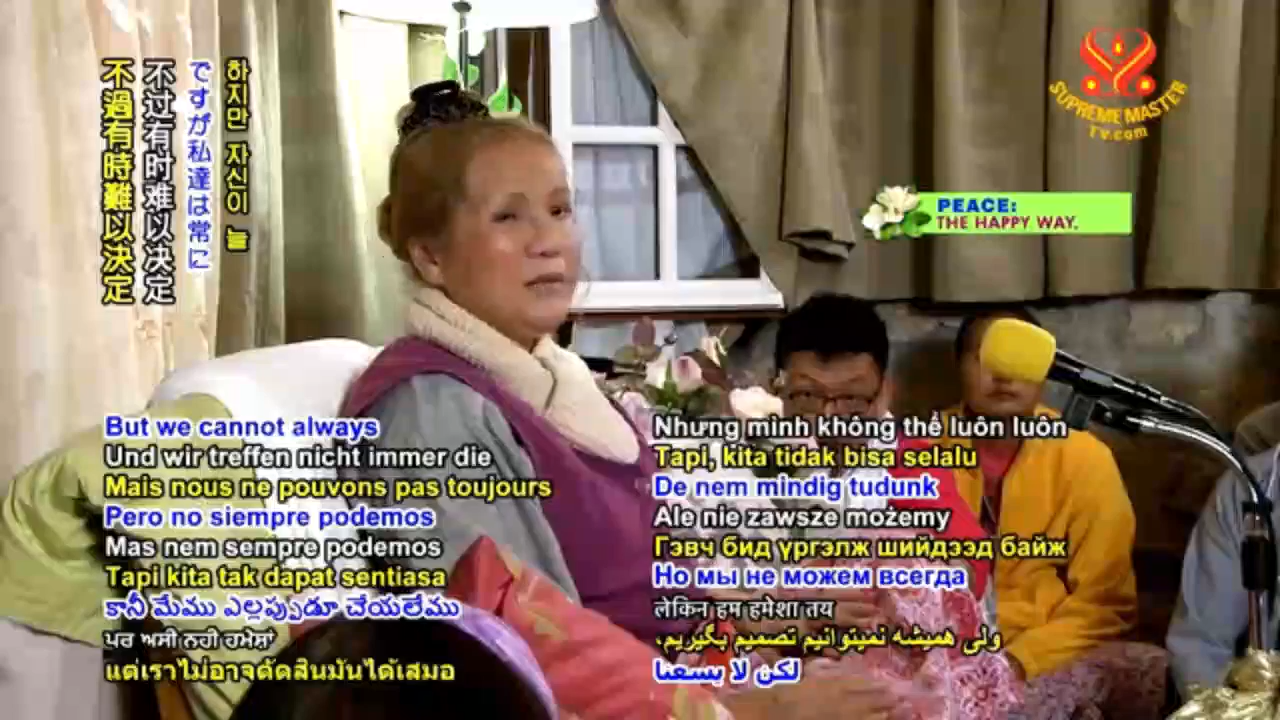 하지만 자신이 늘
ですが私達は常に
不过有时难以决定
不過有時難以決定
SUPREME MASTER
TV.com
PEACE:
THE HAPPY WAY.
But we cannot always
Und wir treffen nicht immer die
Mais nous ne pouvons pas toujours
Pero no siempre podemos
Mas nem sempre podemos
Tapi kita tak dapat sentiasa
కానీ మేము ఎల్లప్పుడూ చేయలేము
ਪਰ ਅਸੀ ਨਹੀ ਹਮੇਸ਼ਾਂ
แต่เราไม่อาจตัดสินมันได้เสมอ
Nhưng mình không thể luôn luôn
Tapi, kita tidak bisa selalu
De nem mindig tudunk
Ale nie zawsze możemy
Гэвч бид үргэлж шийдээд байж
Но мы не можем всегда
लेकिन हम हमेशा तय
ولی همیشه نمیتوانیم تصمیم بگیریم،
لكن لا يسعنا